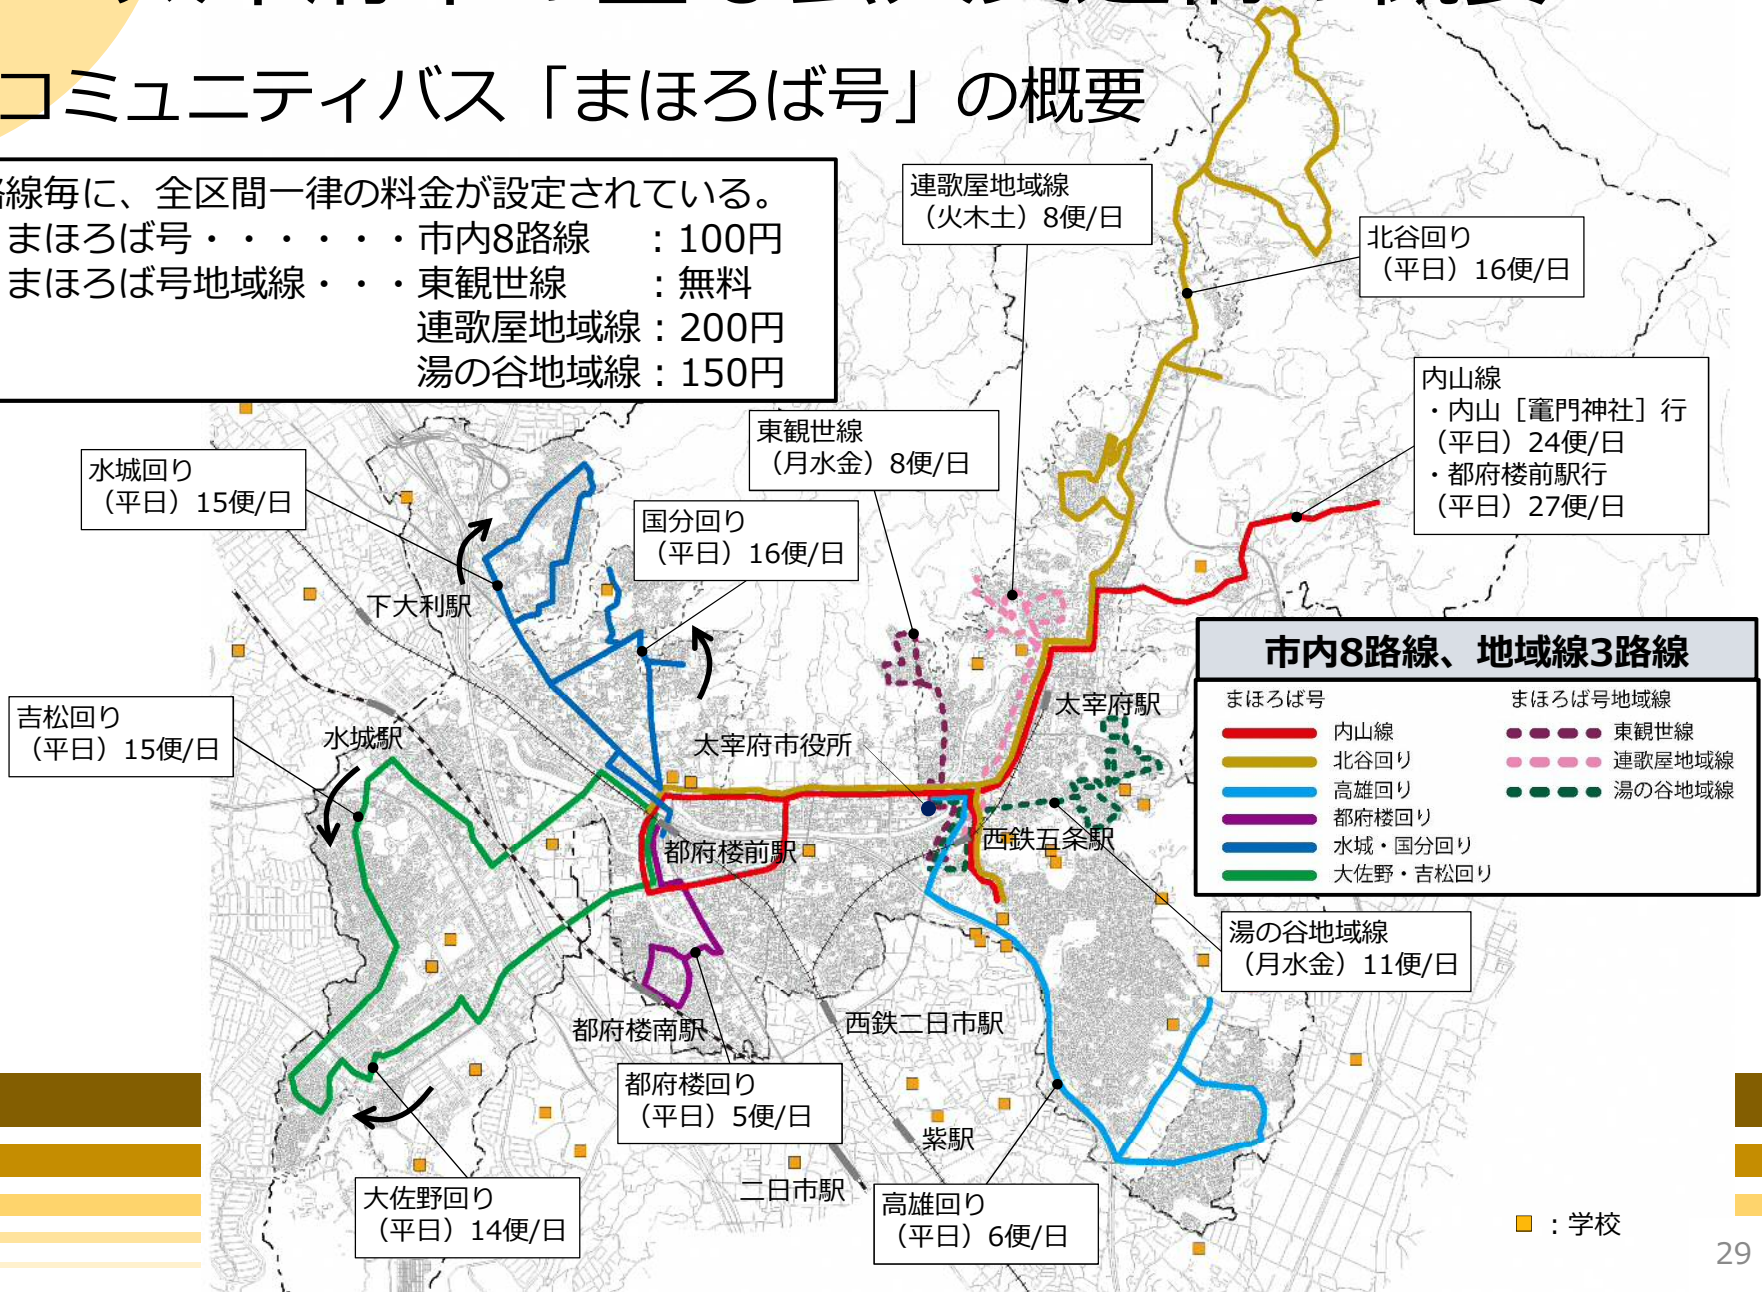 コミュニティバス「まほろば号」の概要
線毎に、全区間一律の料金が設定されている。
まほろば号・・・・・・市内8路線 ：100円
まほろば号地域線・・・東観世線 ：無料
連歌屋地域線：200円
湯の谷地域線：150円
連歌屋地域線
（火木土）8便/日
北谷回り
（平日）16便/日
内山線
・内山［竈門神社］行
（平日）24便/日
・都府楼前駅行
（平日）27便/日
東観世線
（月水金）8便/日
水城回り
（平日）15便/日
国分回り
（平日）16便/日
下大利駅
吉松回り
（平日）15便/日
水城駅
太宰府市役所
太宰府駅
市内8路線、地域線3路線
まほろば号
内山線
北谷回り
高雄回り
都府楼回り
水城・国分回り
大佐野・吉松回り
まほろば号地域線
東観世線
連歌屋地域線
湯の谷地域線
都府楼前駅
西鉄五条駅
湯の谷地域線
（月水金）11便/日
都府楼南駅
西鉄二日市駅
都府楼回り
（平日）5便/日
紫駅
二日市駅
大佐野回り
（平日）14便/日
高雄回り
（平日）6便/日
：学校
29